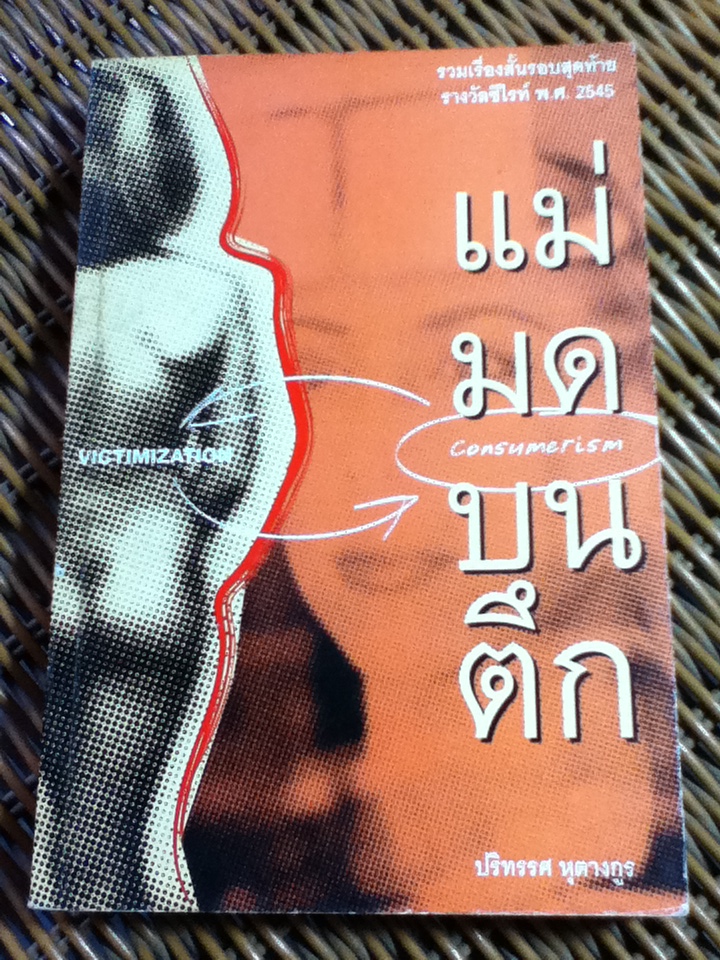 รวมเรื่องสั้นรอบสุดท้าย
รางวัลซีไรท์ พ.ศ. 2545
แม่
มด
VICTIMIZATION
Consumerism
บน
ตึก
ปริทรรศ หุตางกูร